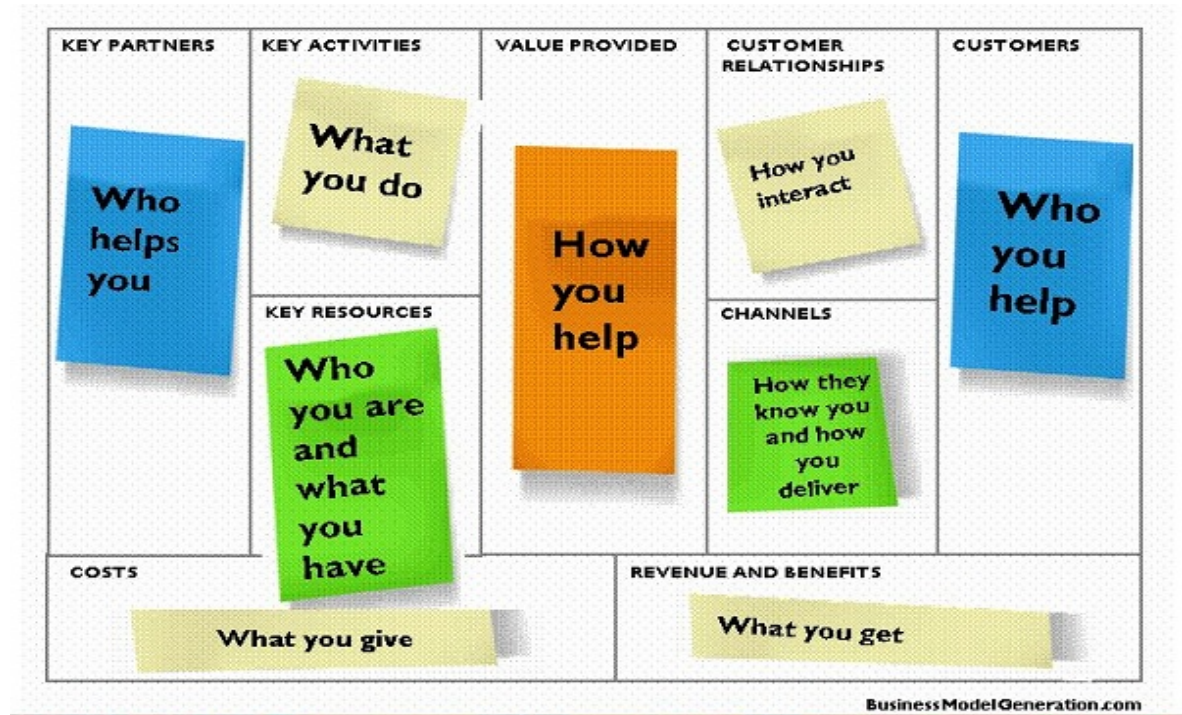 KEY PARTNERS
Who
helps
you
KEY ACTIVITIES
What
you do
KEY RESOURCES
Who
you are
and
what
you
have
VALUE PROVIDED
How
you
help
CUSTOMER
RELATIONSHIPS
How you
interact
CHANNELS
How they
know you
and how
you
deliver
CUSTOMERS
Who
you
help
COSTS
What you give
REVENUE AND BENEFITS
What you get
BusinessModelGeneration.com